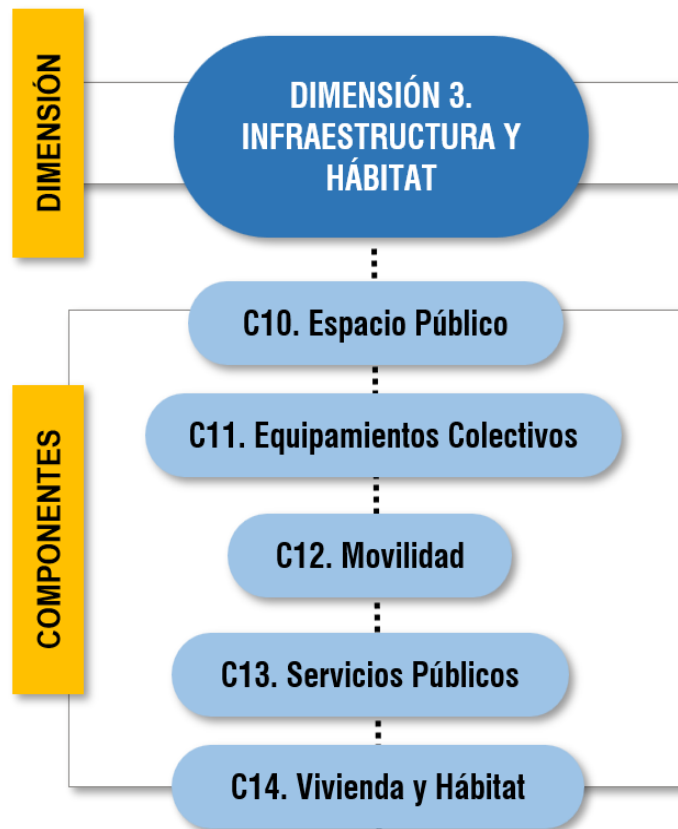 DIMENSIÓN
DIMENSIÓN 3.
INFRAESTRUCTURA Y
HÁBITAT
COMPONENTES
C10. Espacio Público
C11. Equipamientos Colectivos
C12. Movilidad
C13. Servicios Públicos
C14. Vivienda y Hábitat